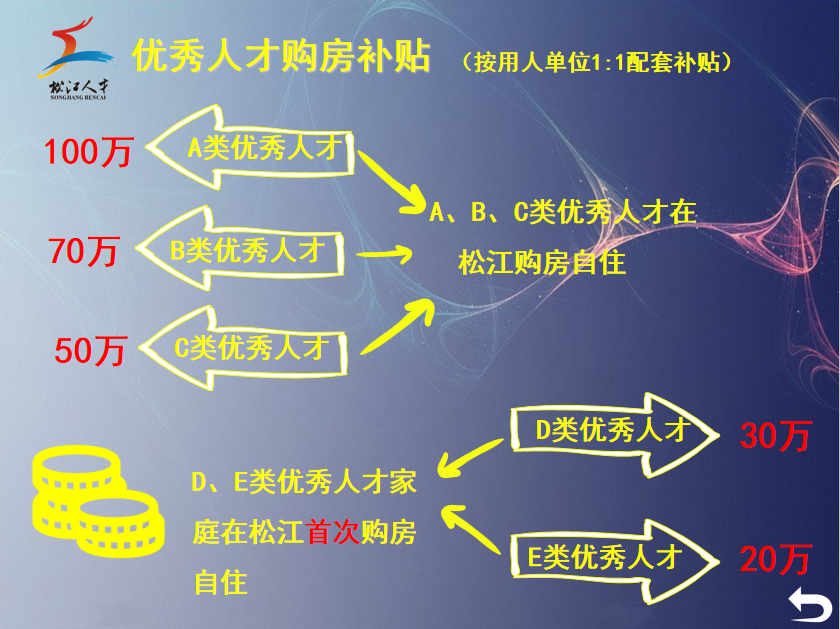 松江人才
SONGJIANG RENCAI
优秀人才购房补贴 (按用人单位1:1配套补贴)
100万
A类优秀人才
70万
B类优秀人才
50万
C类优秀人才
A、B、C类优秀人才在
松江购房自住
D、E类优秀人才家
庭在松江首次购房
自住
D类优秀人才
30万
E类优秀人才
20万